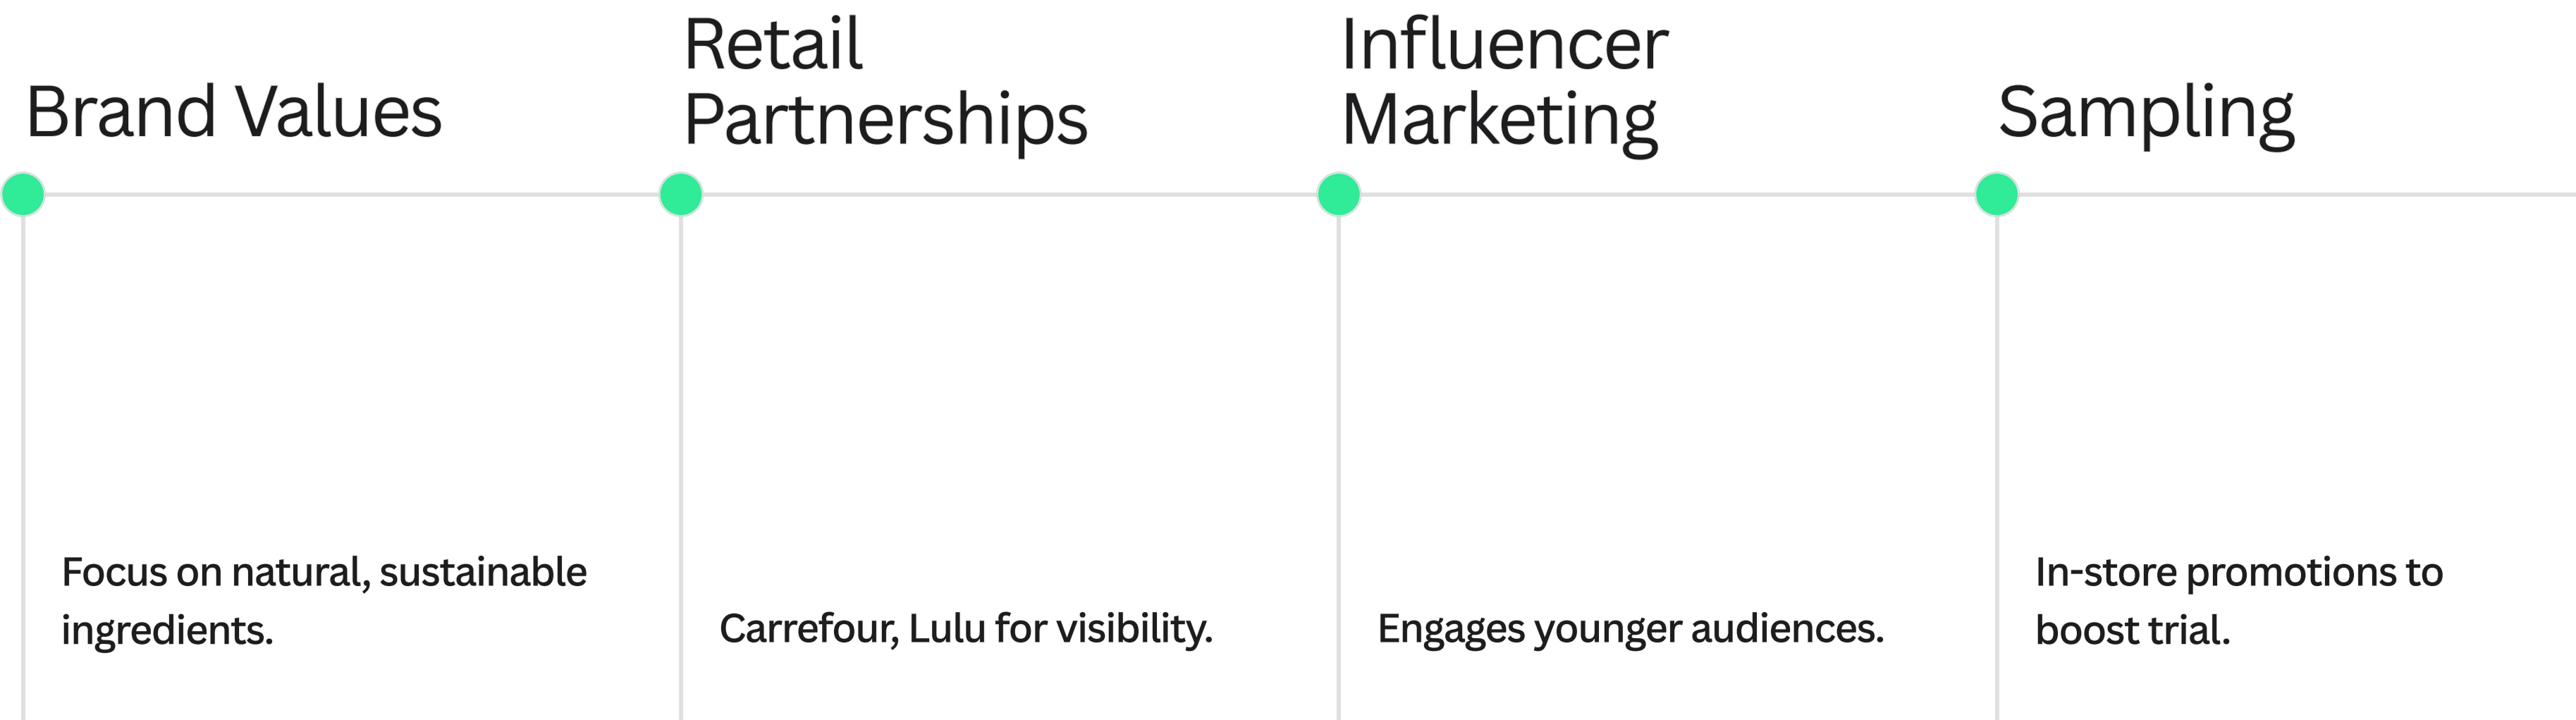 Brand Values
Retail
Partnerships
Influencer
Marketing
Sampling
Focus on natural, sustainable
ingredients.
Carrefour, Lulu for visibility.
Engages younger audiences.
In-store promotions to
boost trial.